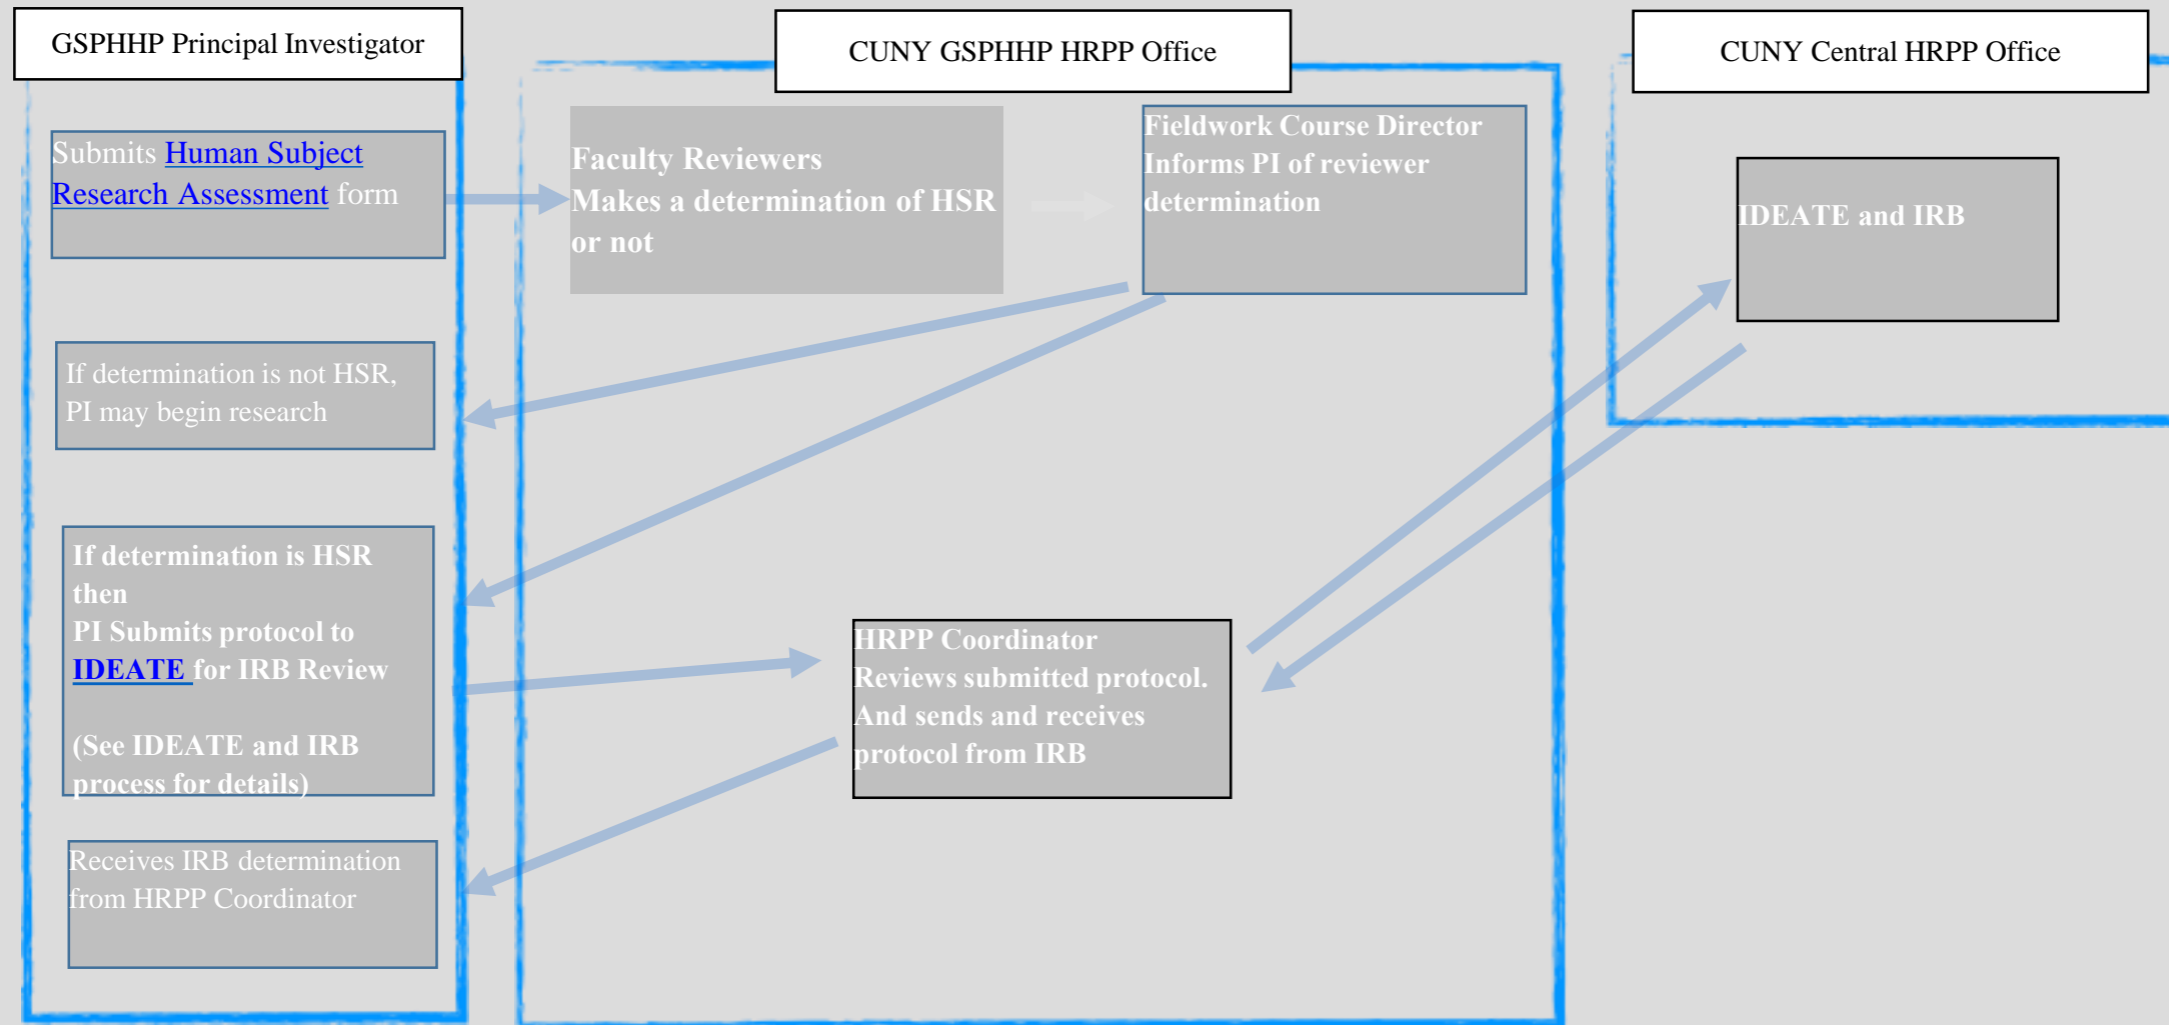 GSPHHP Principal Investigator
Submits Human Subject
Research Assessment form
If determination is not HSR,
PI may begin research
If determination is HSR
then
PI Submits protocol to
IDEATE for IRB Review
(See IDEATE and IRB
process for details)
Receives IRB determination
from HRPP Coordinator
CUNY GSPHHP HRPP Office
Faculty Reviewers
Makes a determination of HSR
or not
Fieldwork Course Director
Informs PI of reviewer
determination
HRPP Coordinator
Reviews submitted protocol.
And sends and receives
protocol from IRB
CUNY Central HRPP Office
IDEATE and IRB